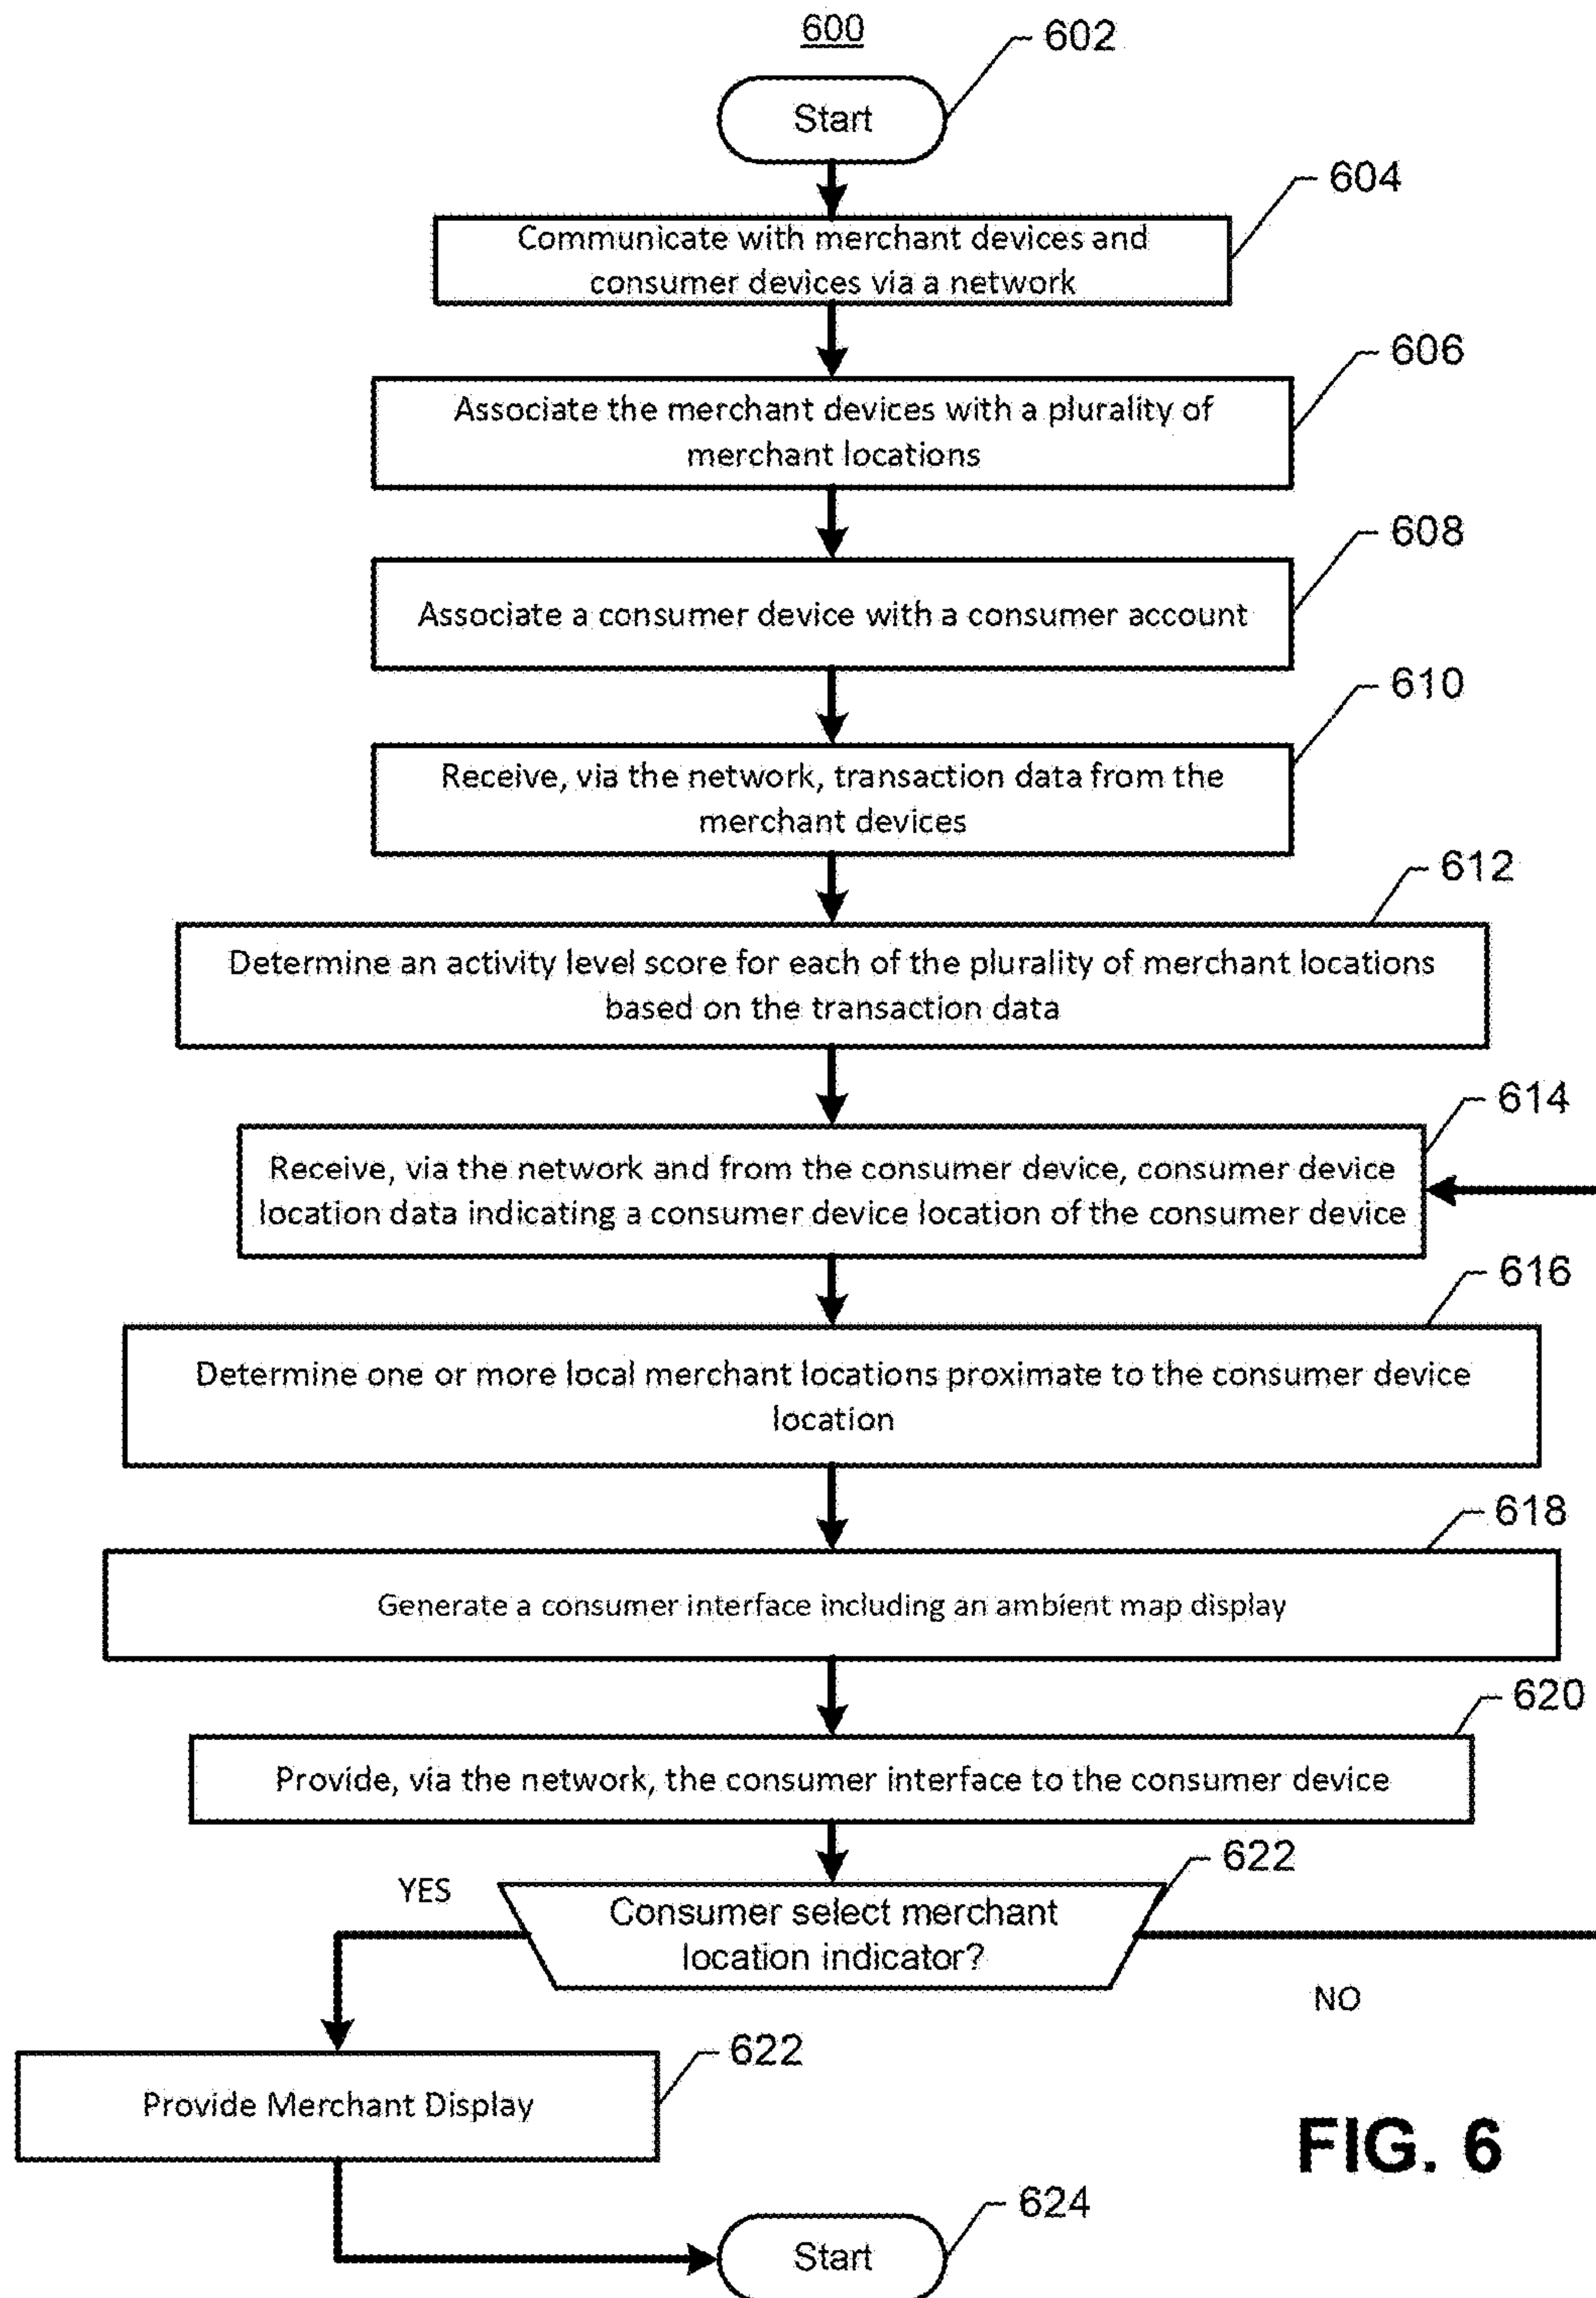 600
602
Start
604
Communicate with merchant devices and
consumer devices via a network
606
Associate the merchant devices with a plurality of
merchant locations
608
Associate a consumer device with a consumer account
610
Receive, via the network, transaction data from the
merchant devices
612
Determine an activity level score for each of the plurality of merchant locations
based on the transaction data
614
Receive, via the network and from the consumer device, consumer device
location data indicating a consumer device location of the consumer device
616
Determine one or more local merchant locations proximate to the consumer device
location
618
Generate a consumer interface including an ambient map display
620
Provide, via the network, the consumer interface to the consumer device
622
YES
Consumer select merchant
location indicator?
NO
622
Provide Merchant Display
FIG. 6
624
Start